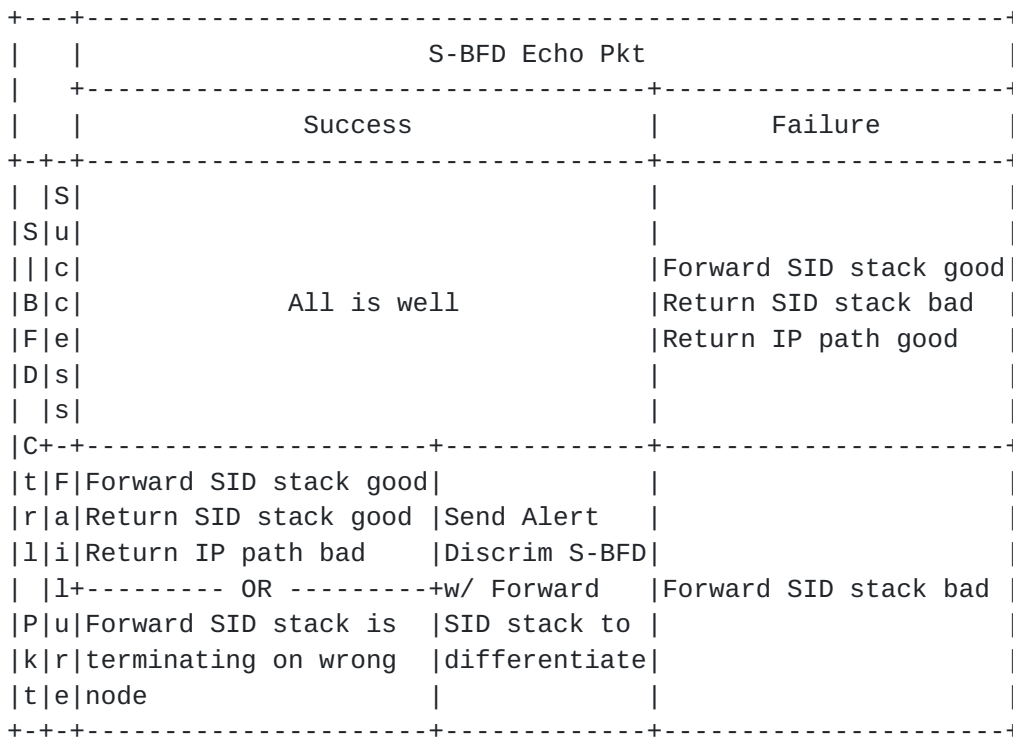 +---+-----------------------------------------------------------+
|   |                      S-BFD Echo Pkt                       |
|   +------------------------------------+----------------------+
|   |              Success               |       Failure        |
+-+-+------------------------------------+----------------------+
| |S|                                    |                      |
|S|u|                                    |                      |
|||c|                                    |Forward SID stack good|
|B|c|             All is well            |Return SID stack bad  |
|F|e|                                    |Return IP path good   |
|D|s|                                    |                      |
| |s|                                    |                      |
|C+-+----------------------+-------------+----------------------+
|t|F|Forward SID stack good|             |                      |
|r|a|Return SID stack good |Send Alert   |                      |
|l|i|Return IP path bad    |Discrim S-BFD|                      |
| |l+--------- OR ---------+w/ Forward   |Forward SID stack bad |
|P|u|Forward SID stack is  |SID stack to |                      |
|k|r|terminating on wrong  |differentiate|                      |
|t|e|node                  |             |                      |
+-+-+----------------------+-------------+----------------------+